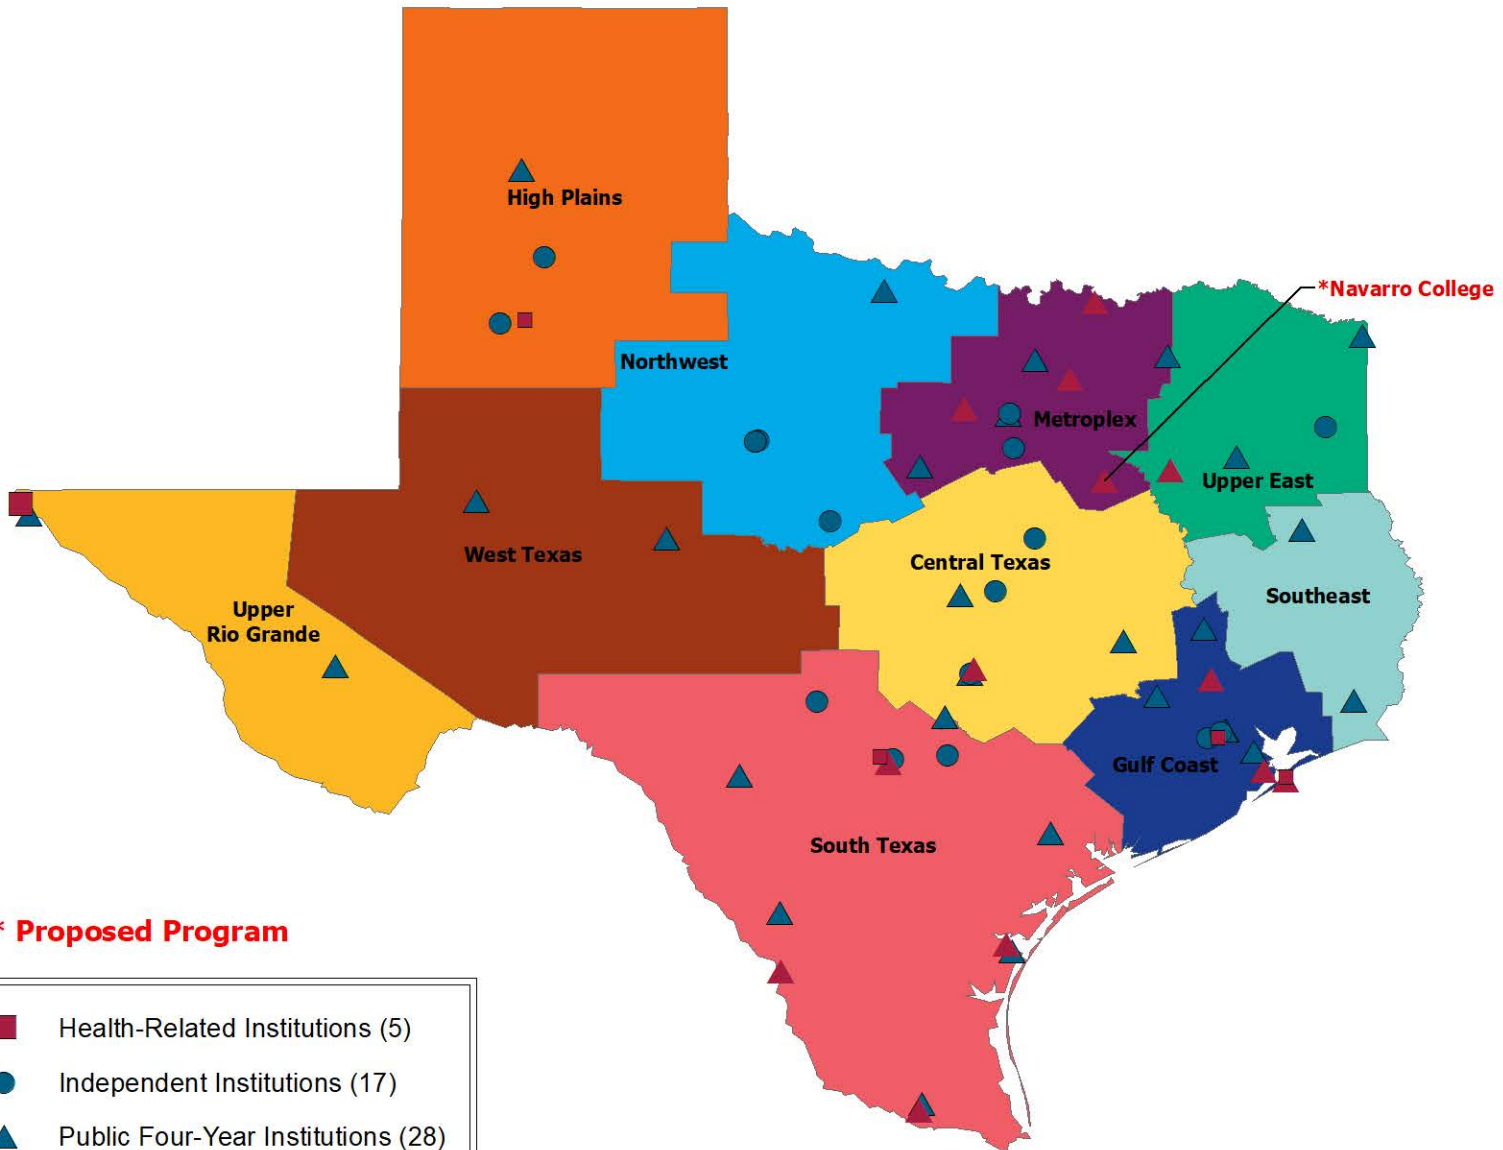 High Plains
*Navarro College
Northwest
Metroplex
Upper East
West Texas
Central Texas
Southeast
Upper
Rio Grande
Gulf Coast
South Texas
* Proposed Program
Health-Related Institutions (5)
Independent Institutions (17)
Public Four-Year Institutions (28)